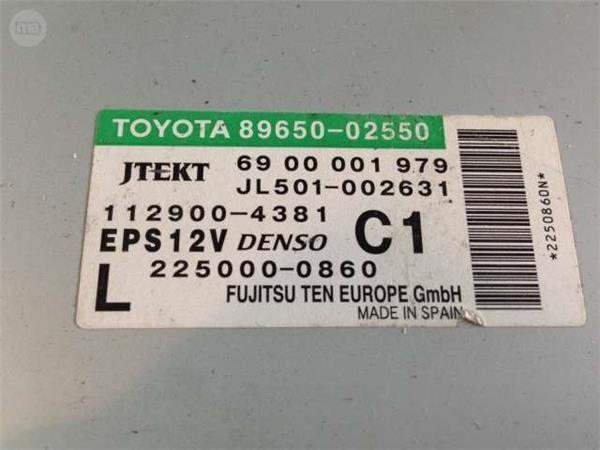 TOYOTA 89650-02550
JTEKT 69 00 001 979
JL501-002631
112900-4381
EPS12V DENSO C1
L 225000-0860
FUJITSU TEN EUROPE GmbH
MADE IN SPAIN
*2250860N*